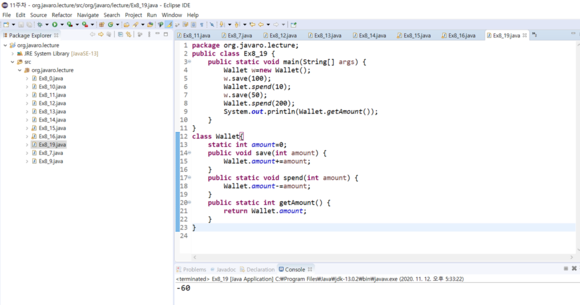 11주차 - org.javaro.lecture/src/org/javaro/lecture/Ex8_19.java - Eclipse IDE
File Edit Source Refactor Navigate Search Project Run Window Help
Package Explorer
org.javaro.lecture
JRE System Library [JavaSE-13]
src
org.javaro.lecture
Ex8_0.java
Ex8_10.java
Ex8_11.java
Ex8_12.java
Ex8_13.java
Ex8_14.java
Ex8_15.java
Ex8_16.java
Ex8_19.java
Ex8_7.java
Ex8_9.java
Ex8_11.java Ex8_7.java Ex8_12.java Ex8_13.java Ex8_14.java Ex8_15.java Ex8_16.java Ex8_19.java
1 package org.javaro.lecture;
2 public class Ex8_19 {
3 public static void main(String[] args) {
4 Wallet w=new Wallet();
5 w.save(100);
6 Wallet.spend(10);
7 w.save(50);
8 Wallet.spend(200);
9 System.out.println(Wallet.getAmount());
10 }
11 }
12 class Wallet{
13 static int amount=0;
14 public void save(int amount) {
15 Wallet.amount+=amount;
16 }
17 public static void spend(int amount) {
18 Wallet.amount-=amount;
19 }
20 public static int getAmount() {
21 return Wallet.amount;
22 }
23 }
24
Problems Javadoc Declaration Console
<terminated> Ex8_19 [Java Application] C:\Program Files\Java\jdk-13.0.2\bin\javaw.exe (2020. 11. 12. 오후 5:33:22)
-60